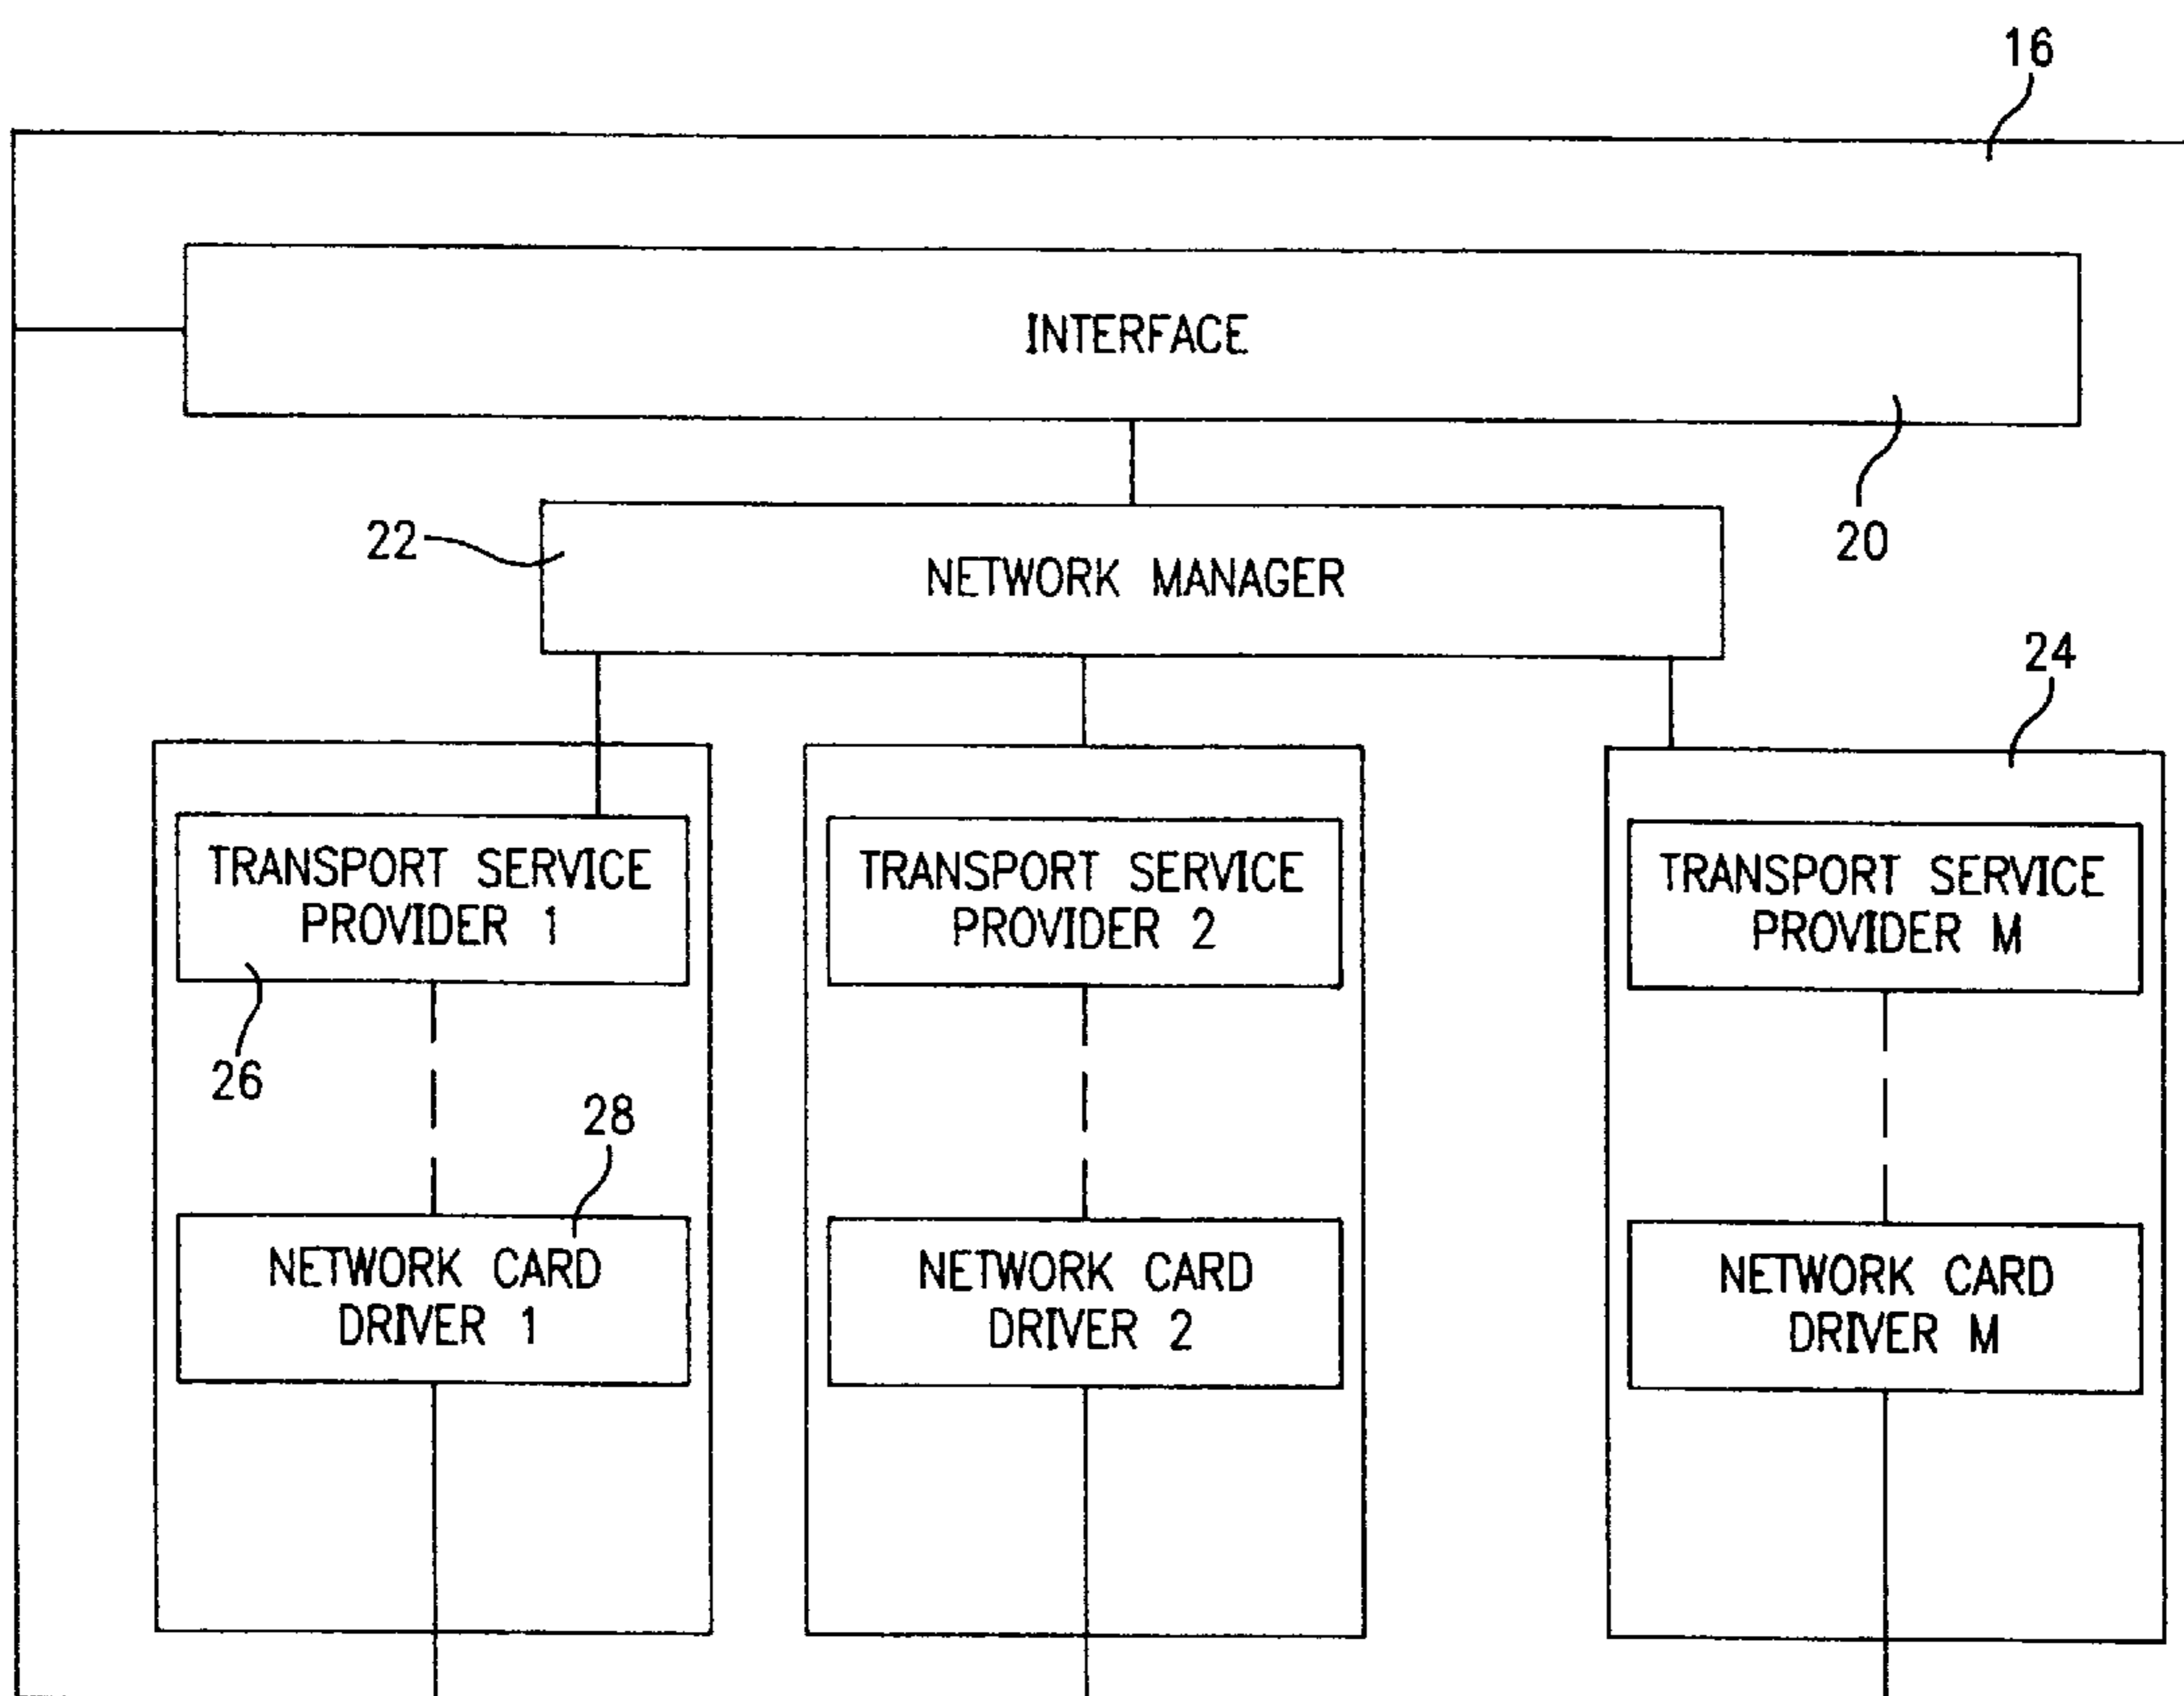 16
INTERFACE
20
22
NETWORK MANAGER
24
TRANSPORT SERVICE
PROVIDER 1
TRANSPORT SERVICE
PROVIDER 2
TRANSPORT SERVICE
PROVIDER M
26
28
NETWORK CARD
DRIVER 1
NETWORK CARD
DRIVER 2
NETWORK CARD
DRIVER M